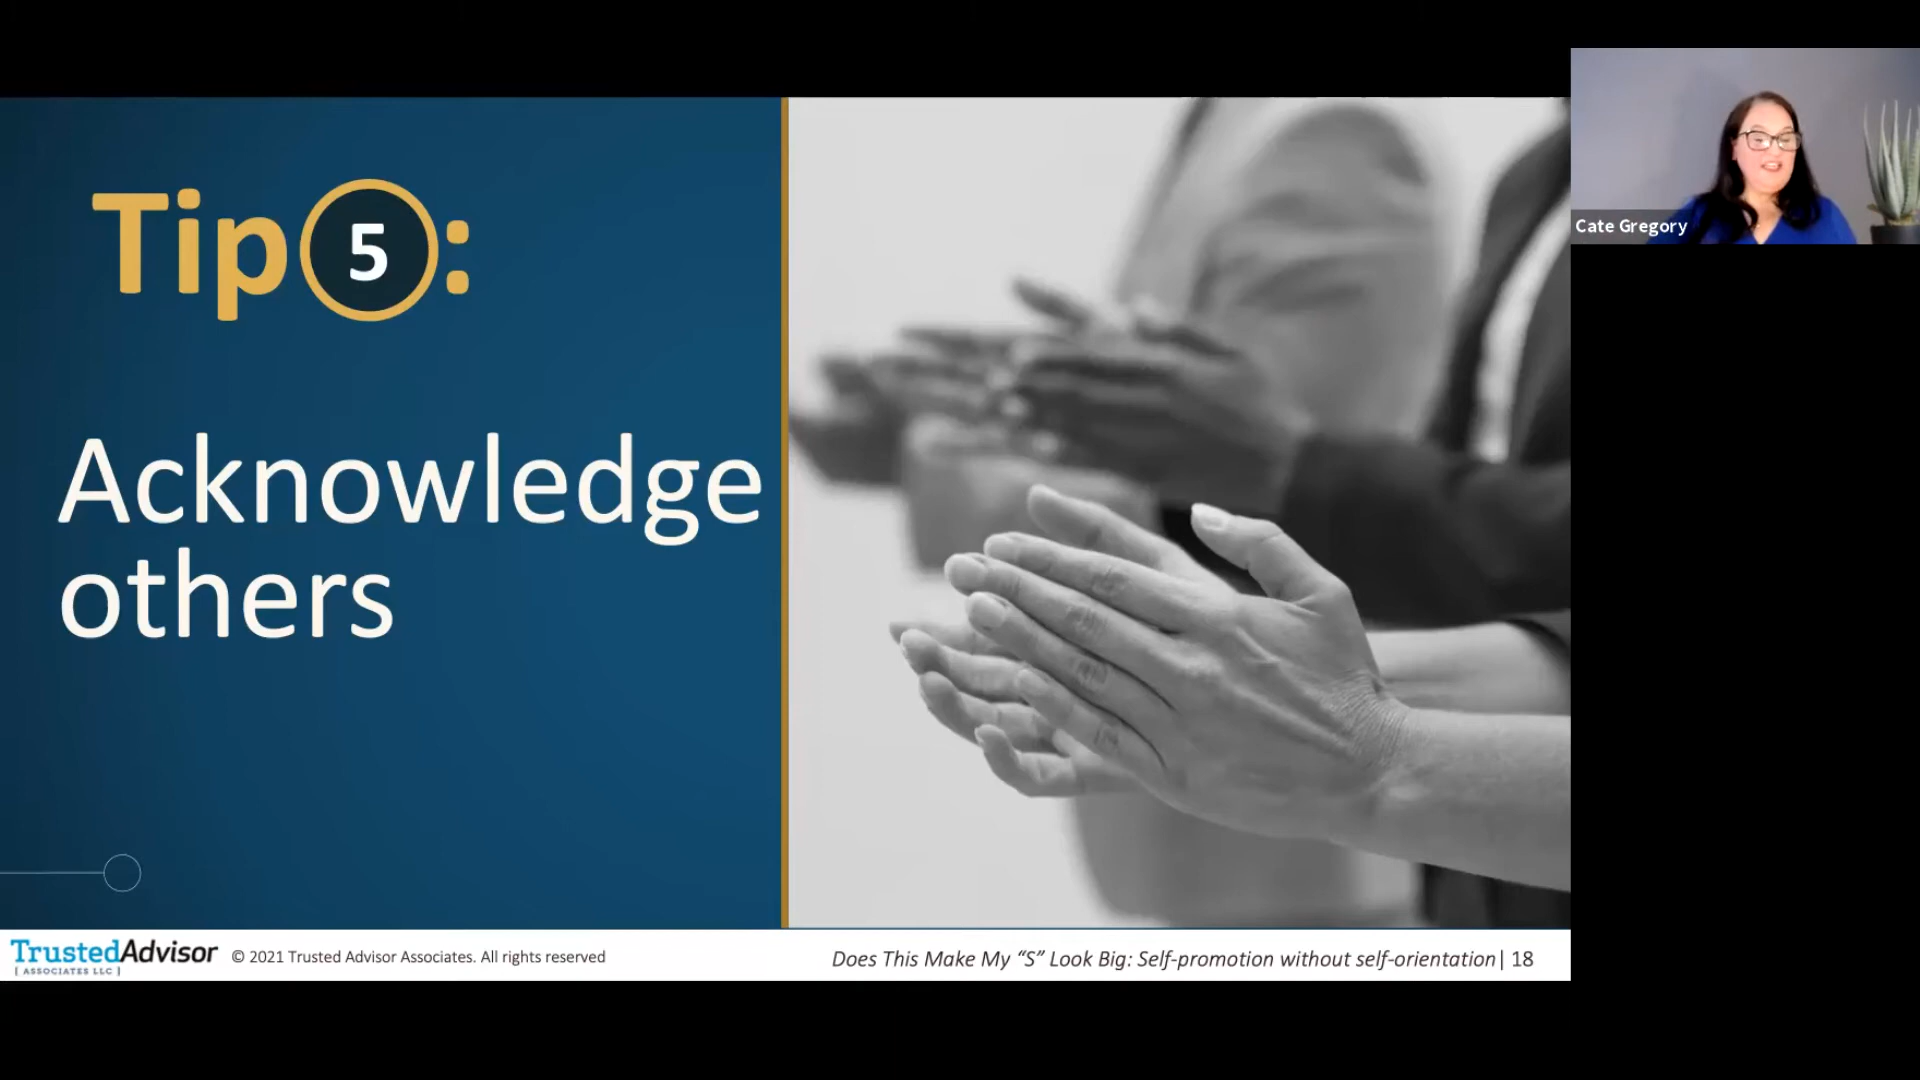 Tip 5:
Acknowledge
others
Cate Gregory
TrustedAdvisor
| ASSOCIATES LLC |
© 2021 Trusted Advisor Associates. All rights reserved
Does This Make My “S” Look Big: Self-promotion without self-orientation | 18